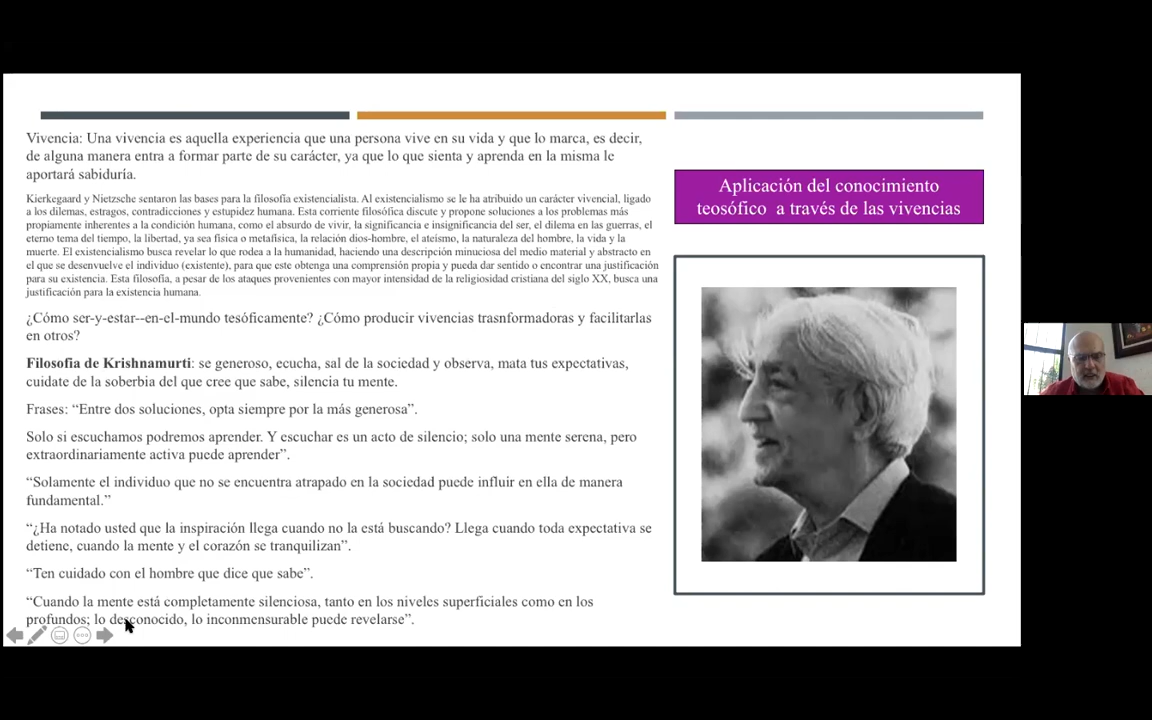 Vivencia: Una vivencia es aquella experiencia que una persona vive en su vida y que lo marca, es decir,
de alguna manera entra a formar parte de su carácter, ya que lo que sienta y aprenda en la misma le
aportará sabiduría.
Kierkegaard y Nietzsche sentaron las bases para la filosofía existencialista. Al existencialismo se le ha atribuido un carácter vivencial, ligado
a los dilemas, estragos, contradicciones y estupidez humana. Esta corriente filosófica discute y propone soluciones a los problemas más
propiamente inherentes a la condición humana, como el absurdo de vivir, la significancia e insignificancia del ser, el dilema en las guerras, el
eterno tema del tiempo, la libertad, ya sea física o metafísica, la relación dios-hombre, el ateísmo, la naturaleza del hombre, la vida y la
muerte. El existencialismo busca revelar lo que rodea a la humanidad, haciendo una descripción minuciosa del medio material y abstracto en
el que se desenvuelve el individuo (existente), para que este obtenga una comprensión propia y pueda dar sentido o encontrar una justificación
para su existencia. Esta filosofía, a pesar de los ataques provenientes con mayor intensidad de la religiosidad cristiana del siglo XX, busca una
justificación para la existencia humana.
¿Cómo ser-y-estar--en-el-mundo tesóficamente? ¿Cómo producir vivencias trasnformadoras y facilitarlas
en otros?
Filosofia de Krishnamurti: se generoso, ecucha, sal de la sociedad y observa, mata tus expectativas,
cuidate de la soberbia del que cree que sabe, silencia tu mente.
Frases: “Entre dos soluciones, opta siempre por la más generosa”.
Solo si escuchamos podremos aprender. Y escuchar es un acto de silencio; solo una mente serena, pero
extraordinariamente activa puede aprender”.
“Solamente el individuo que no se encuentra atrapado en la sociedad puede influir en ella de manera
fundamental.”
“¿Ha notado usted que la inspiración llega cuando no la está buscando? Llega cuando toda expectativa se
detiene, cuando la mente y el corazón se tranquilizan”.
“Ten cuidado con el hombre que dice que sabe”.
“Cuando la mente está completamente silenciosa, tanto en los niveles superficiales como en los
profundos; lo desconocido, lo inconmensurable puede revelarse”.
Aplicación del conocimiento
teosófico a través de las vivencias